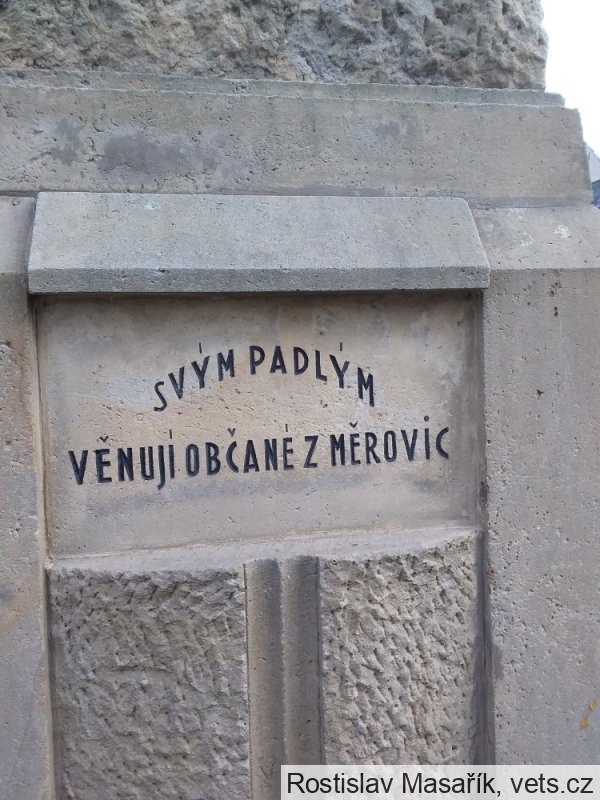 SVÝM PADLÝM
VĚNUJÍ OBČANÉ Z MĚROVIC
Rostislav Masařík, vets.cz